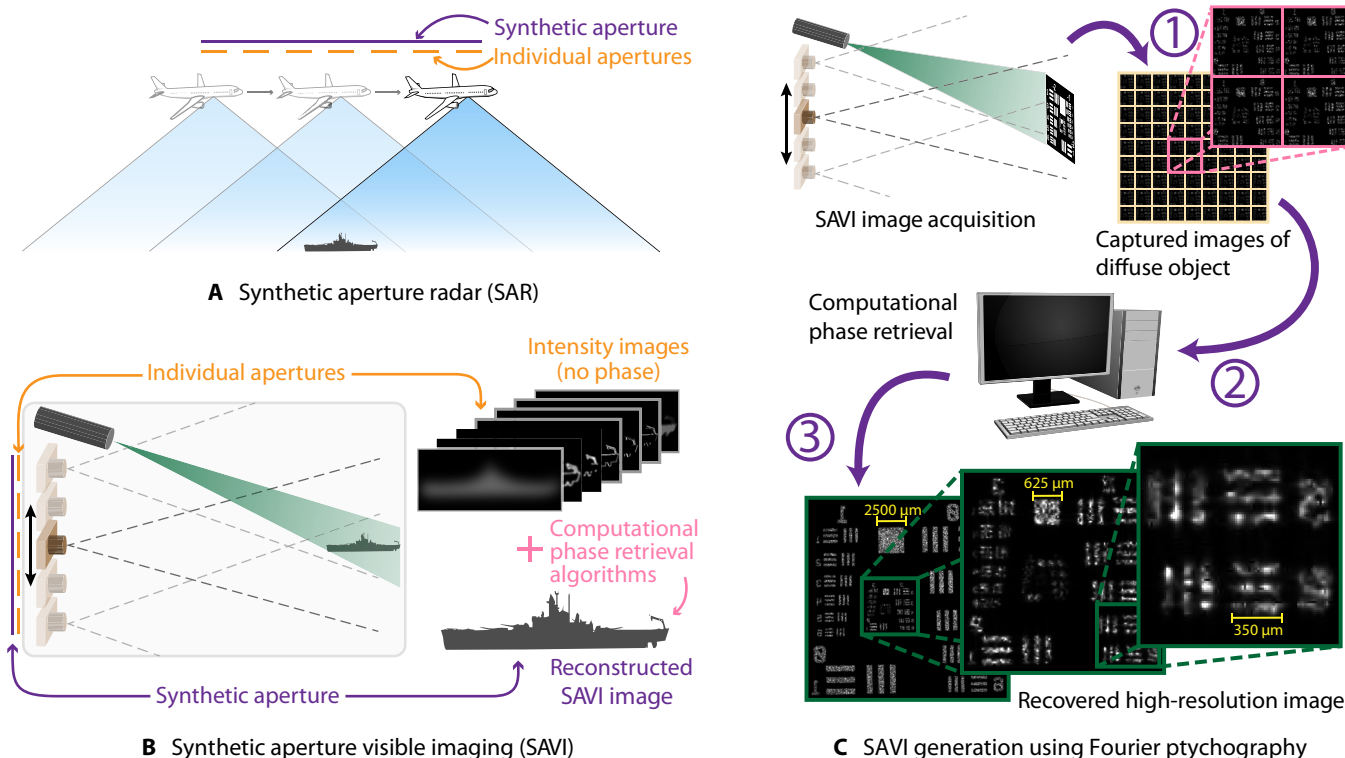 Synthetic aperture
Individual apertures
A Synthetic aperture radar (SAR)
Individual apertures
Intensity images
(no phase)
Computational
phase retrieval
algorithms
Reconstructed
SAVI image
Synthetic aperture
B Synthetic aperture visible imaging (SAVI)
1
SAVI image acquisition
Captured images of
diffuse object
Computational
phase retrieval
2
3
2500 µm
625 µm
350 µm
Recovered high-resolution image
C SAVI generation using Fourier ptychography